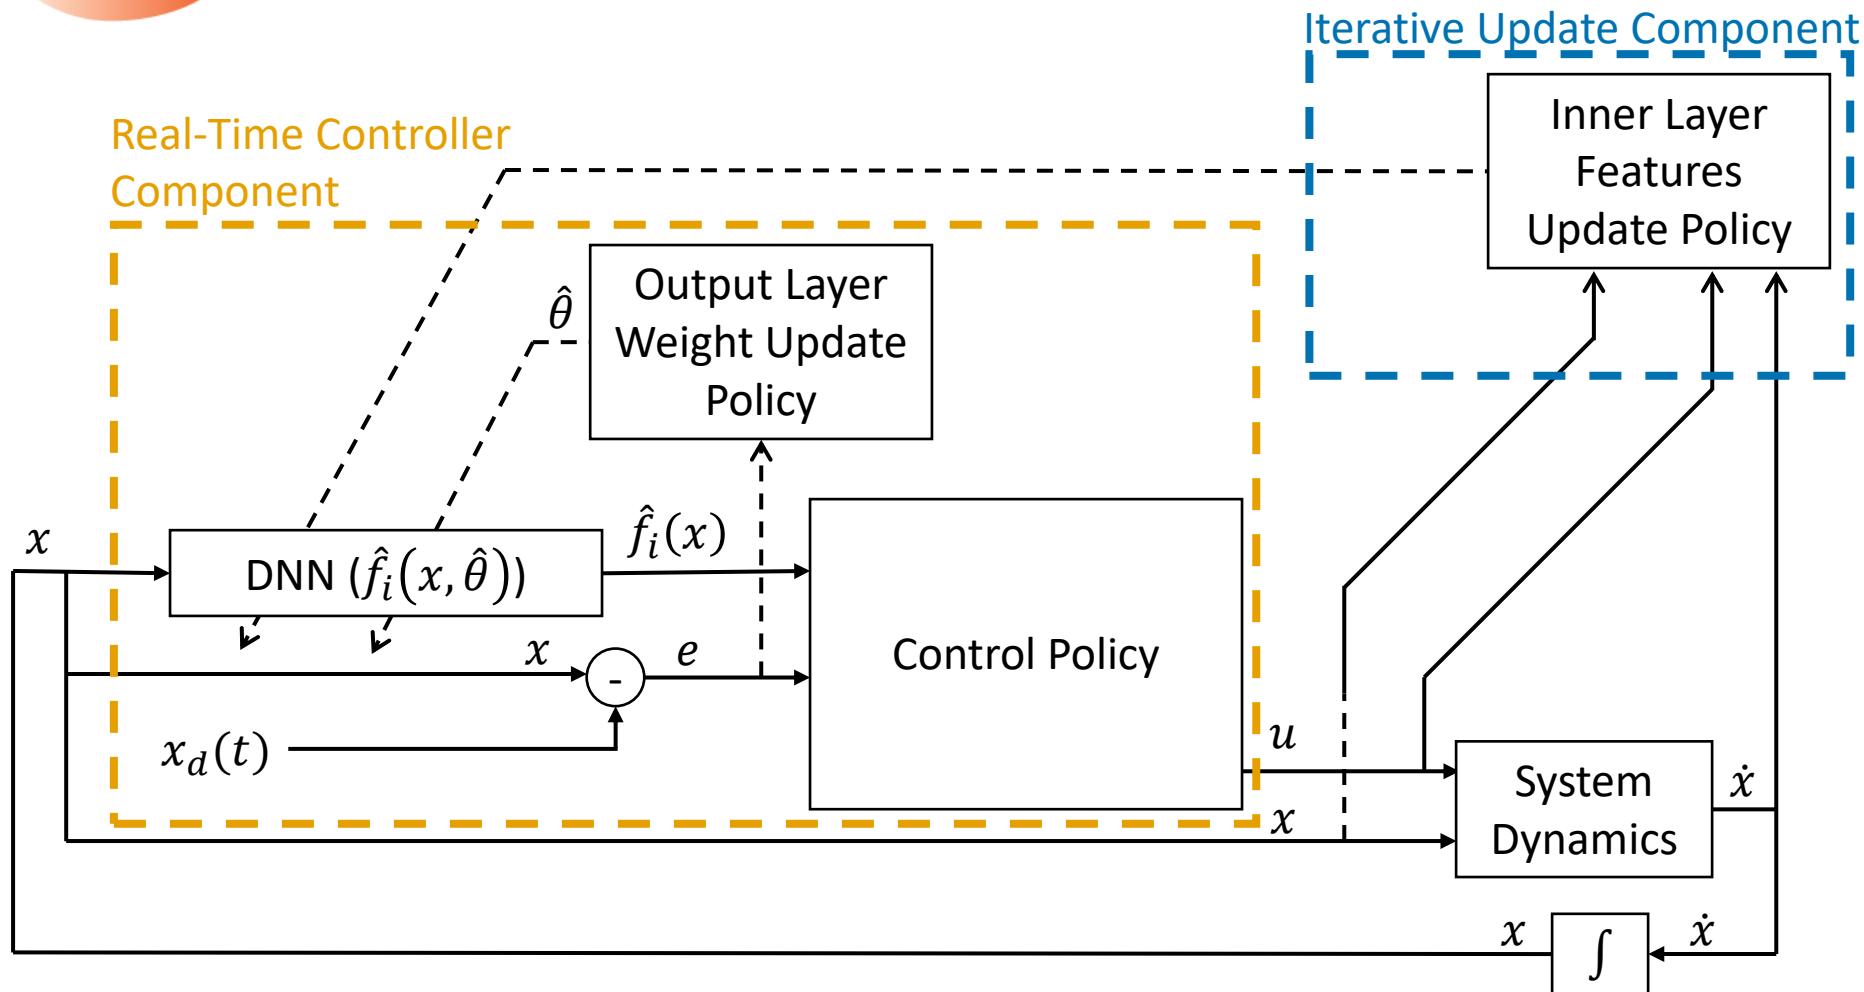 Iterative Update Component
Inner Layer
Features
Update Policy
Real-Time Controller
Component
Output Layer
Weight Update
Policy
θ̂
x
DNN (f̂ᵢ(x, θ̂))
f̂ᵢ(x)
x
-
e
Control Policy
x_d(t)
u
x
System
Dynamics
ẋ
x
∫
ẋ